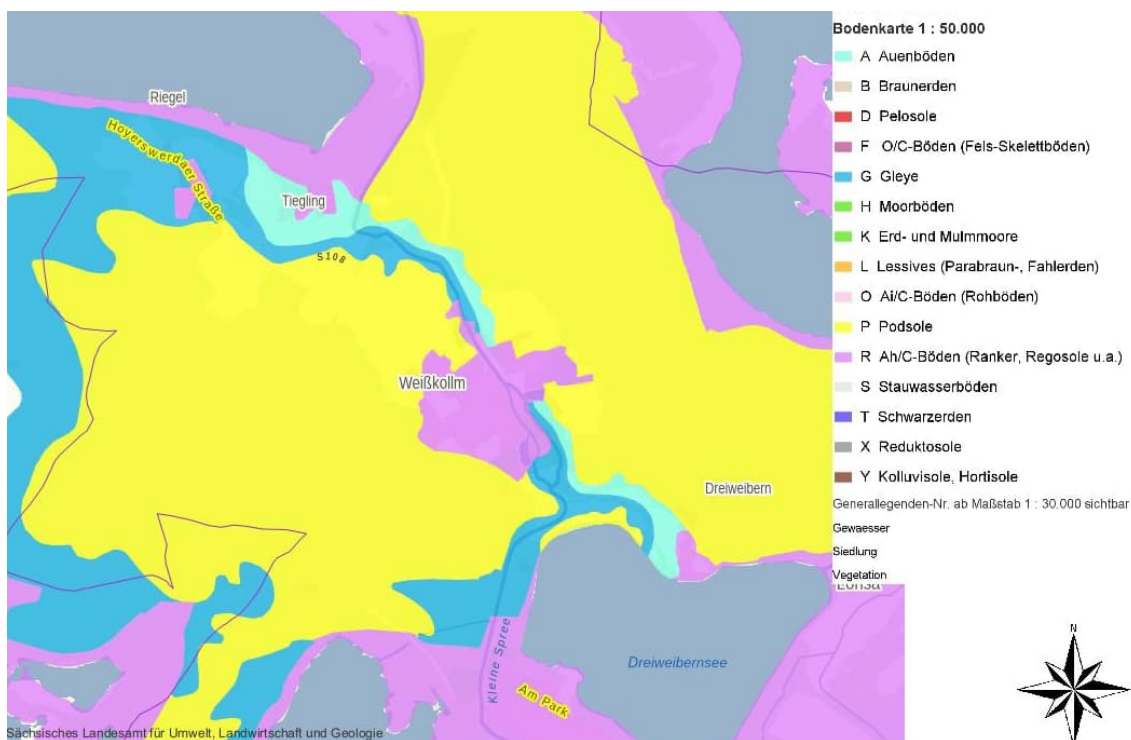 Riegel
Hoyerswerdaer Straße
Tiegling
S108
Weißkollm
Dreiweibern
Lohsa
Dreiweibernsee
Kleine Spree
Am Park
Sächsisches Landesamt für Umwelt, Landwirtschaft und Geologie
Bodenkarte 1 : 50.000
A Auenböden
B Braunerden
D Pelosole
F O/C-Böden (Fels-Skelettböden)
G Gleye
H Moorböden
K Erd- und Mulmmoore
L Lessives (Parabraun-, Fahlerden)
O Ai/C-Böden (Rohböden)
P Podsole
R Ah/C-Böden (Ranker, Regosole u.a.)
S Stauwasserböden
T Schwarzerden
X Reduktosole
Y Kolluvisole, Hortisole
Generallegenden-Nr. ab Maßstab 1 : 30.000 sichtbar
Gewaesser
Siedlung
Vegetation
N